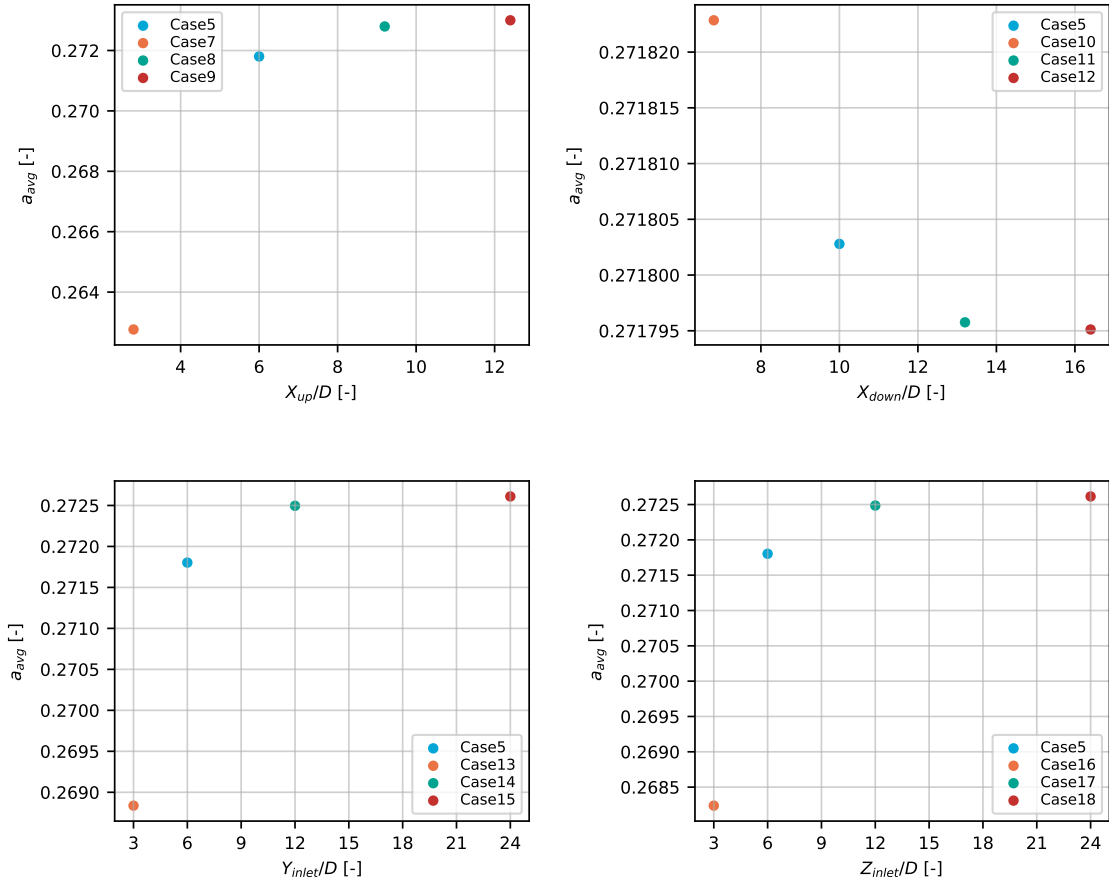 Case5
Case7
Case8
Case9
0.272
0.270
0.268
0.266
0.264
a_avg [-]
4 6 8 10 12
X_up/D [-]
Case5
Case10
Case11
Case12
0.271820
0.271815
0.271810
0.271805
0.271800
0.271795
a_avg [-]
8 10 12 14 16
X_down/D [-]
0.2725
0.2720
0.2715
0.2710
0.2705
0.2700
0.2695
0.2690
a_avg [-]
Case5
Case13
Case14
Case15
3 6 9 12 15 18 21 24
Y_inlet/D [-]
0.2725
0.2720
0.2715
0.2710
0.2705
0.2700
0.2695
0.2690
0.2685
a_avg [-]
Case5
Case16
Case17
Case18
3 6 9 12 15 18 21 24
Z_inlet/D [-]